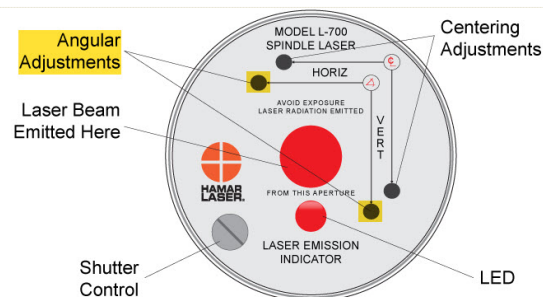 MODEL L-700
SPINDLE LASER
Centering
Adjustments
Angular
Adjustments
HORIZ
AVOID EXPOSURE
LASER RADIATION EMITTED
Laser Beam
Emitted Here
V
E
R
T
HAMAR
LASER®
FROM THIS APERTURE
LASER EMISSION
INDICATOR
Shutter
Control
LED